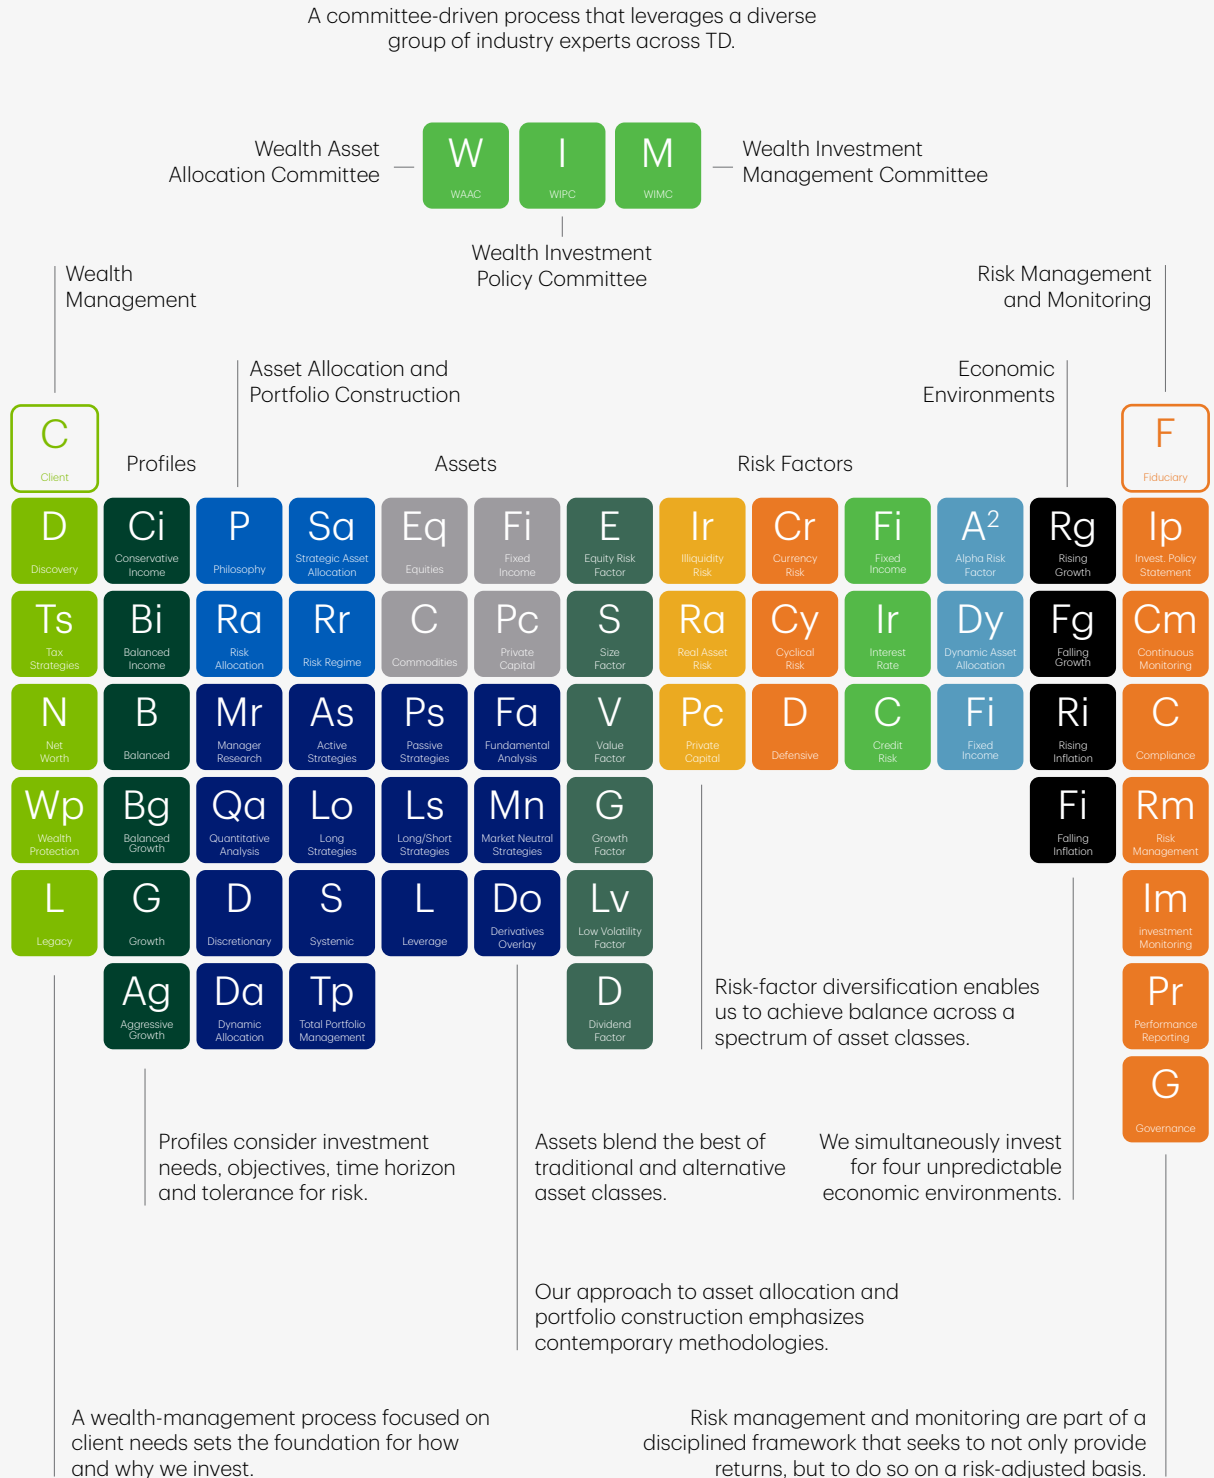 A committee-driven process that leverages a diverse
group of industry experts across TD.
Wealth Asset
Allocation Committee
W
WAAC
I
WIPC
M
WIMC
Wealth Investment
Management Committee
Wealth Investment
Policy Committee
Wealth
Management
Risk Management
and Monitoring
Asset Allocation and
Portfolio Construction
Economic
Environments
C
Client
Profiles
Assets
Risk Factors
F
Fiduciary
D
Discovery
Ci
Conservative
Income
P
Philosophy
Sa
Strategic Asset
Allocation
Eq
Equities
Fi
Fixed
Income
E
Equity Risk
Factor
Ir
Illiquidity
Risk
Cr
Currency
Risk
Fi
Fixed
Income
A²
Alpha Risk
Factor
Rg
Rising
Growth
Ip
Invest. Policy
Statement
Ts
Tax
Strategies
Bi
Balanced
Income
Ra
Risk
Allocation
Rr
Risk Regime
C
Commodities
Pc
Private
Capital
S
Size
Factor
Ra
Real Asset
Risk
Cy
Cyclical
Risk
Ir
Interest
Rate
Dy
Dynamic Asset
Allocation
Fg
Falling
Growth
Cm
Continuous
Monitoring
N
Net
Worth
B
Balanced
Mr
Manager
Research
As
Active
Strategies
Ps
Passive
Strategies
Fa
Fundamental
Analysis
V
Value
Factor
Pc
Private
Capital
D
Defensive
C
Credit
Risk
Fi
Fixed
Income
Ri
Rising
Inflation
C
Compliance
Wp
Wealth
Protection
Bg
Balanced
Growth
Qa
Quantitative
Analysis
Lo
Long
Strategies
Ls
Long/Short
Strategies
Mn
Market Neutral
Strategies
G
Growth
Factor
Fi
Falling
Inflation
Rm
Risk
Management
L
Legacy
G
Growth
D
Discretionary
S
Systemic
L
Leverage
Do
Derivatives
Overlay
Lv
Low Volatility
Factor
Im
investment
Monitoring
Ag
Aggressive
Growth
Da
Dynamic
Allocation
Tp
Total Portfolio
Management
D
Dividend
Factor
Risk-factor diversification enables
us to achieve balance across a
spectrum of asset classes.
Pr
Performance
Reporting
G
Governance
Profiles consider investment
needs, objectives, time horizon
and tolerance for risk.
Assets blend the best of
traditional and alternative
asset classes.
We simultaneously invest
for four unpredictable
economic environments.
Our approach to asset allocation and
portfolio construction emphasizes
contemporary methodologies.
A wealth-management process focused on
client needs sets the foundation for how
and why we invest.
Risk management and monitoring are part of a
disciplined framework that seeks to not only provide
returns, but to do so on a risk-adjusted basis.